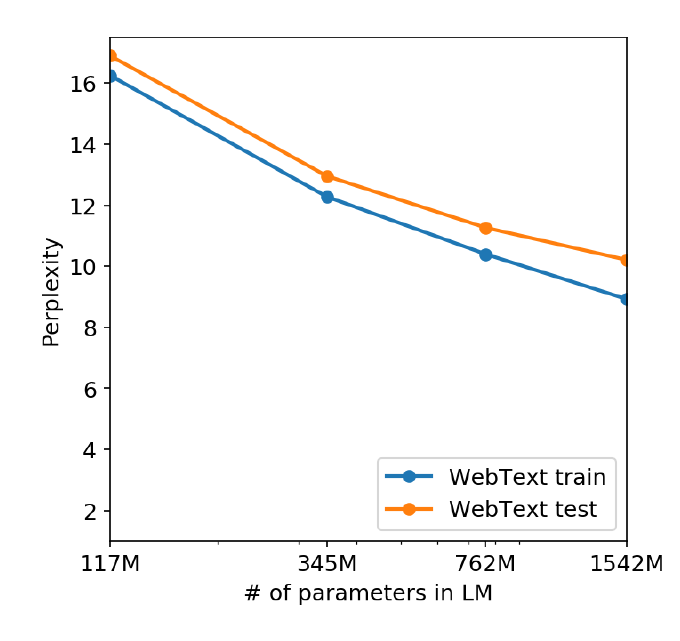 16
14
12
10
8
6
4
2
Perplexity
WebText train
WebText test
117M 345M 762M 1542M
# of parameters in LM